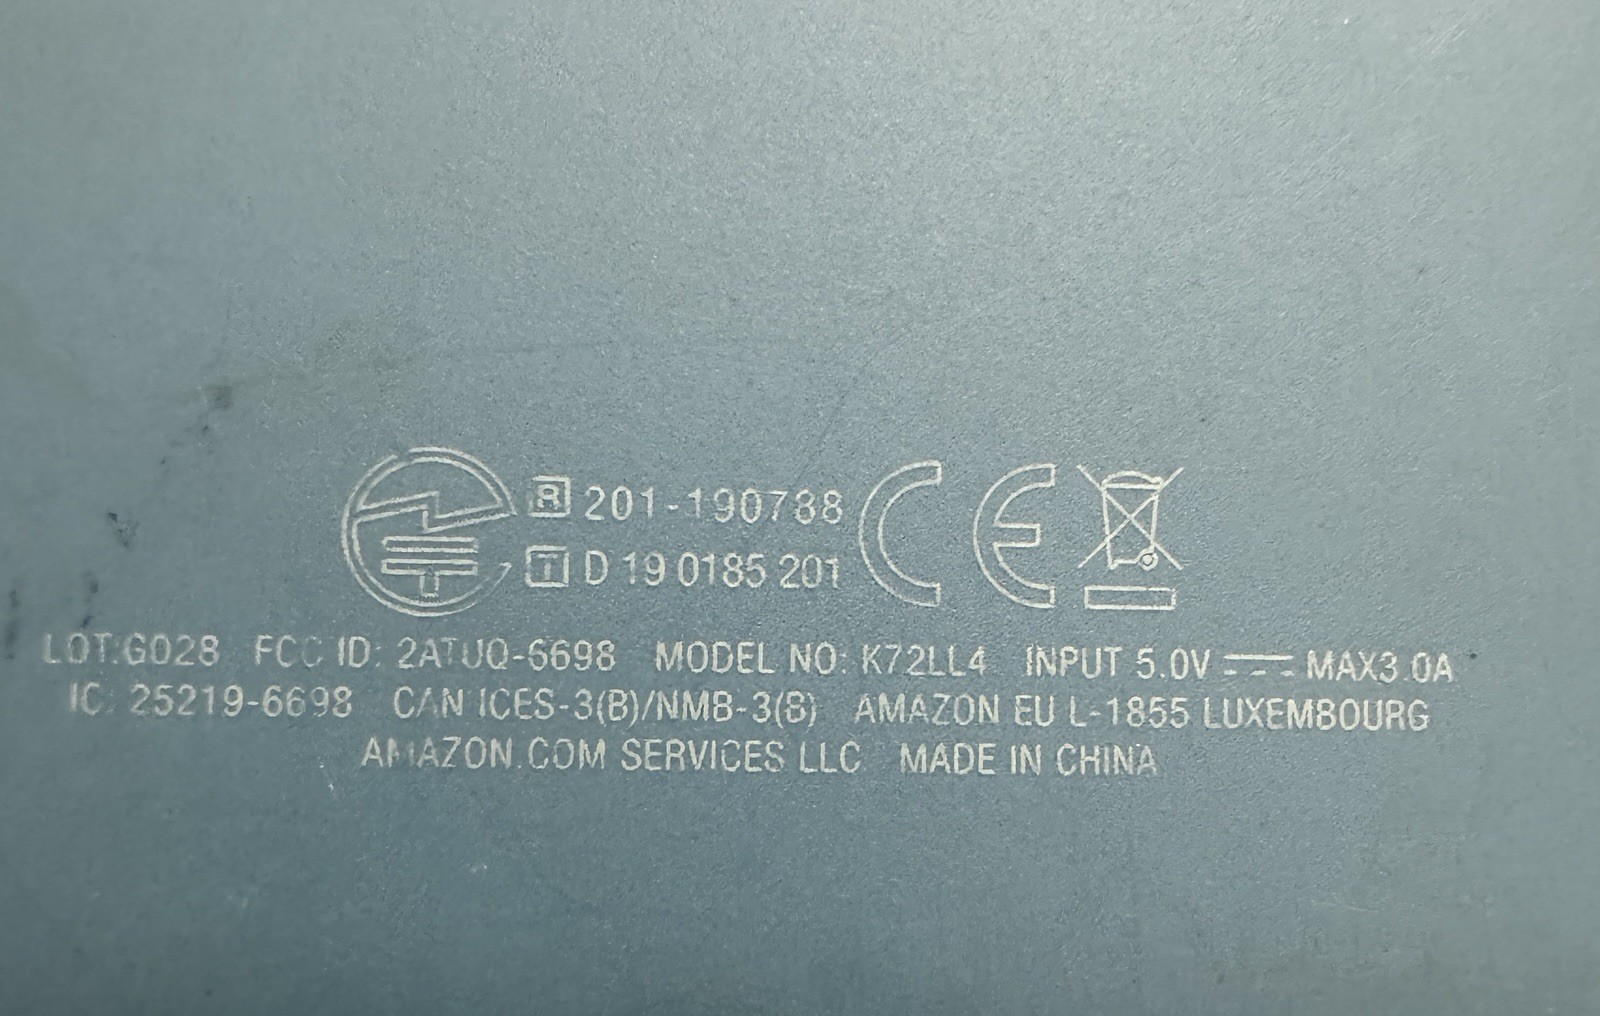 R 201-190788
T D 19 0185 201
CE
LOT:G028 FCC ID: 2ATUQ-6698 MODEL NO: K72LL4 INPUT 5.0V MAX3.0A
IC: 25219-6698 CAN ICES-3(B)/NMB-3(B) AMAZON EU L-1855 LUXEMBOURG
AMAZON.COM SERVICES LLC MADE IN CHINA